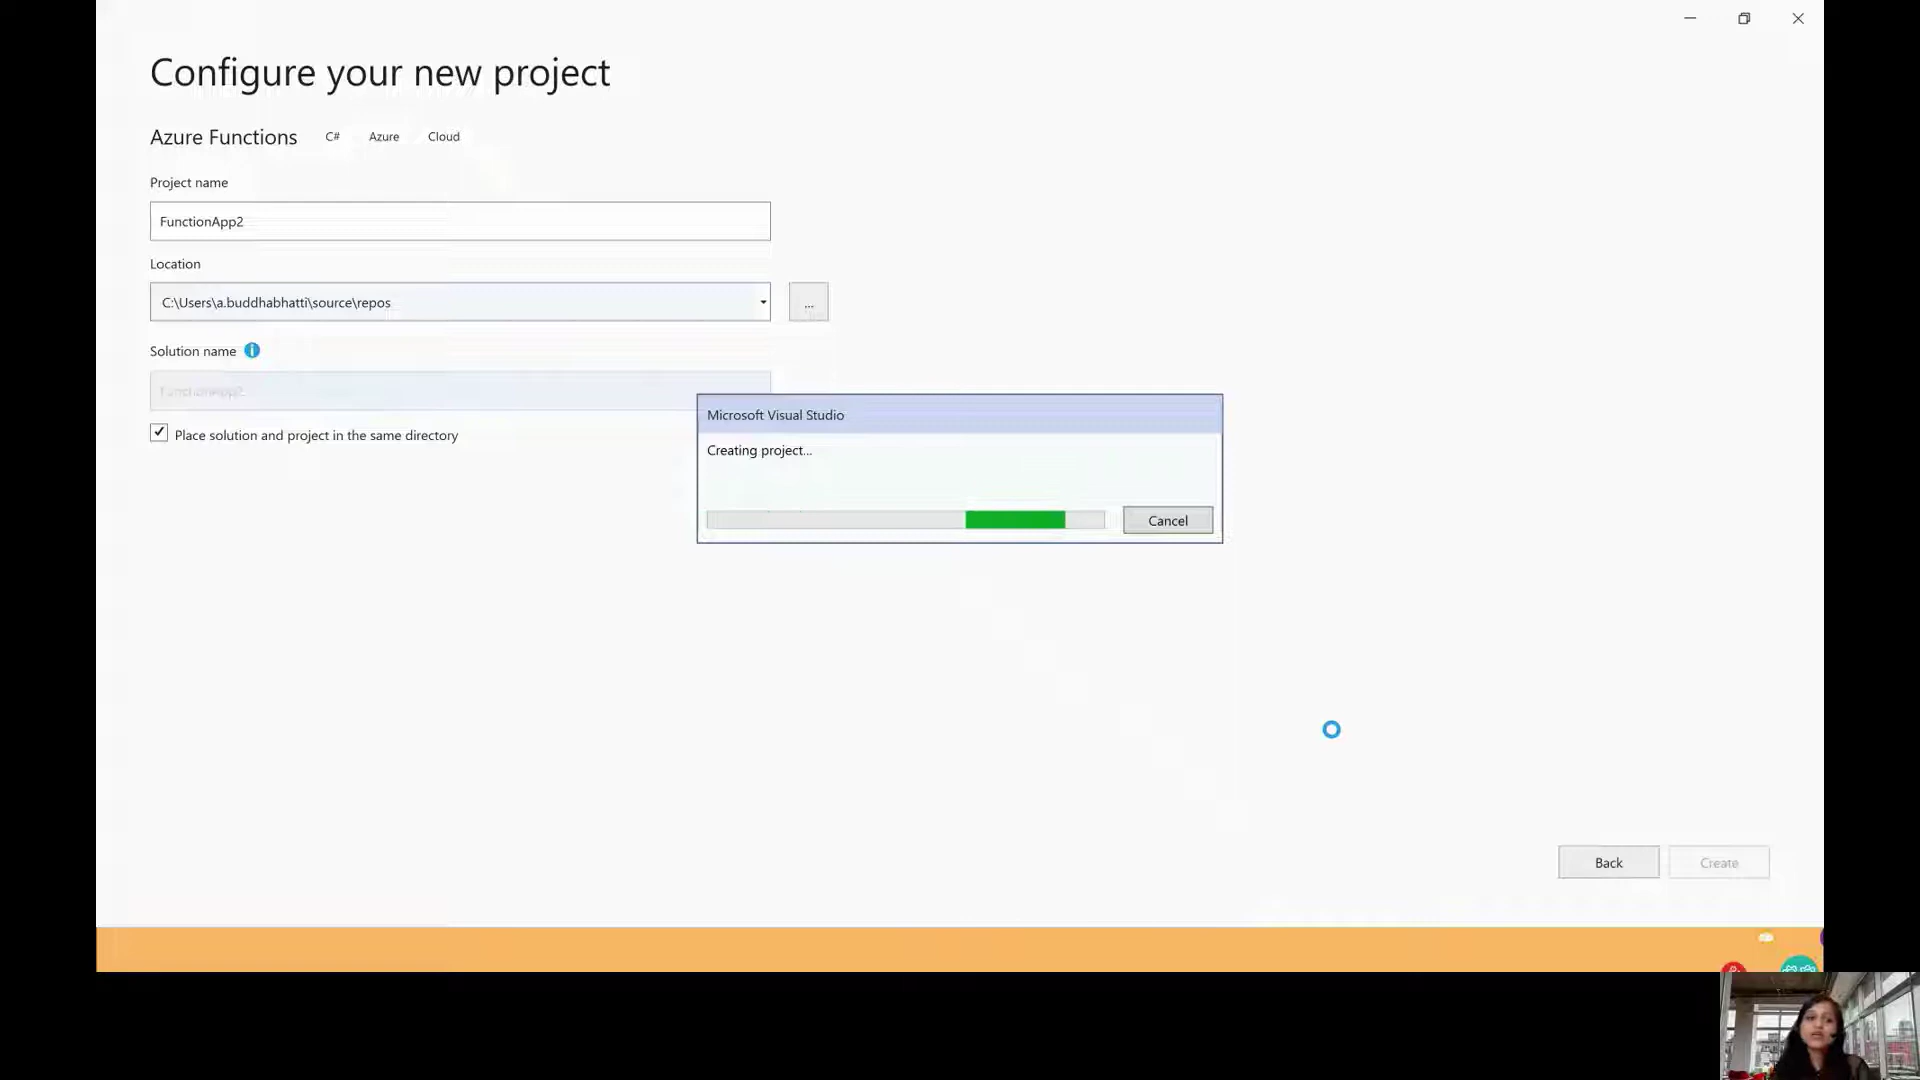 Configure your new project
Azure Functions C# Azure Cloud
Project name
FunctionApp2
Location
C:\Users\a.buddhabhatti\source\repos
...
Solution name
FunctionApp2
Place solution and project in the same directory
Microsoft Visual Studio
Creating project...
Cancel
Back
Create